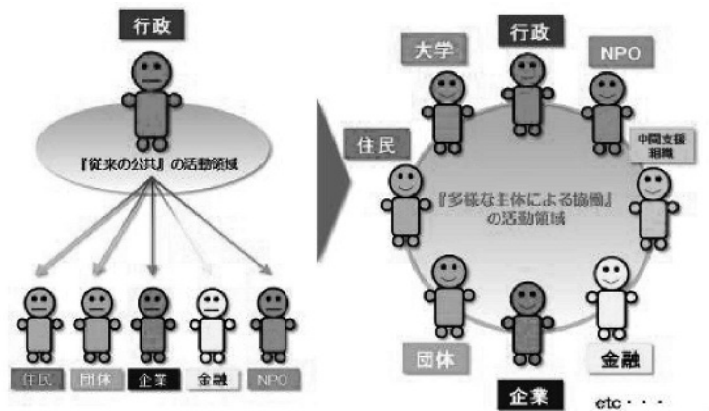 行政
『従来の公共』の活動領域
住民
団体
企業
金融
NPO
大学
行政
NPO
住民
中間支援
組織
『多様な主体による協働』
の活動領域
団体
金融
企業
etc・・・